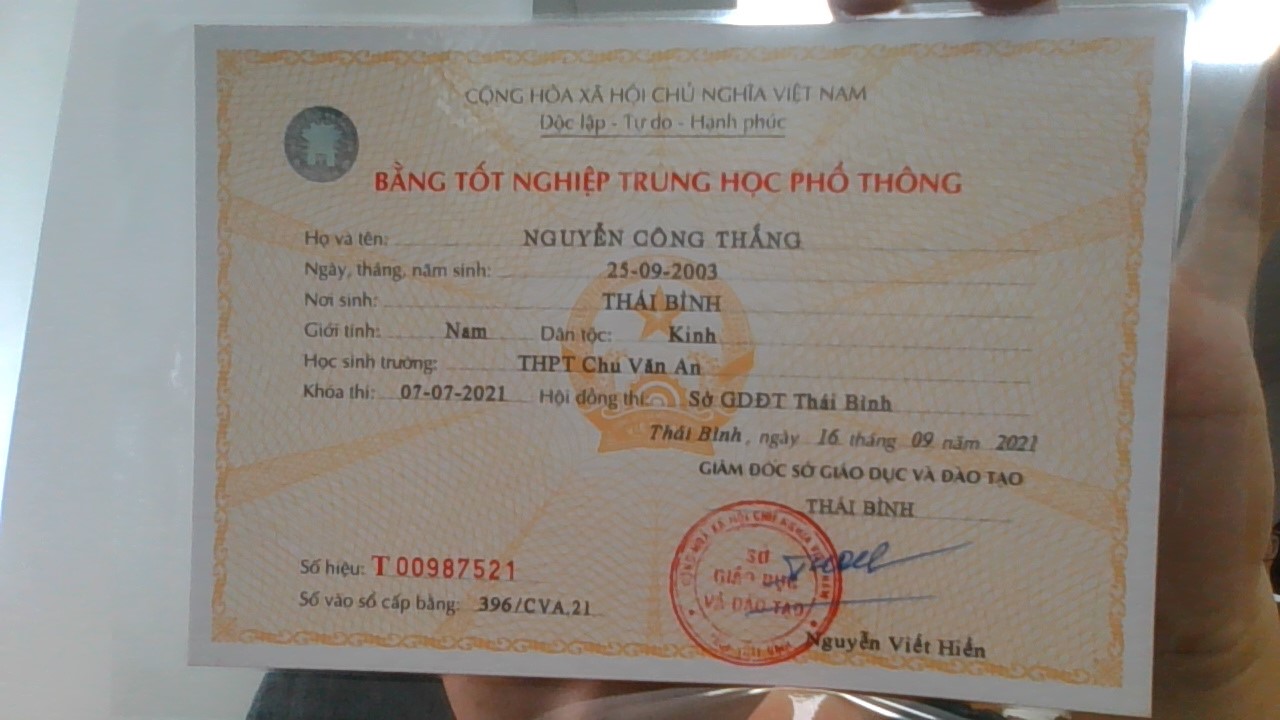 CỘNG HÒA XÃ HỘI CHỦ NGHĨA VIỆT NAM
Độc lập - Tự do - Hạnh phúc
BẰNG TỐT NGHIỆP TRUNG HỌC PHỔ THÔNG
Họ và tên: NGUYỄN CÔNG THẮNG
Ngày, tháng, năm sinh: 25-09-2003
Nơi sinh: THÁI BÌNH
Giới tính: Nam Dân tộc: Kinh
Học sinh trường: THPT Chu Văn An
Khóa thi: 07-07-2021 Hội đồng thi: Sở GDĐT Thái Bình
Thái Bình, ngày 16 tháng 09 năm 2021
GIÁM ĐỐC SỞ GIÁO DỤC VÀ ĐÀO TẠO
THÁI BÌNH
SỞ
GIÁO DỤC
VÀ ĐÀO TẠO
Số hiệu: T 00987521
Số vào sổ cấp bằng: 396/CVA.21
Nguyễn Viết Hiển